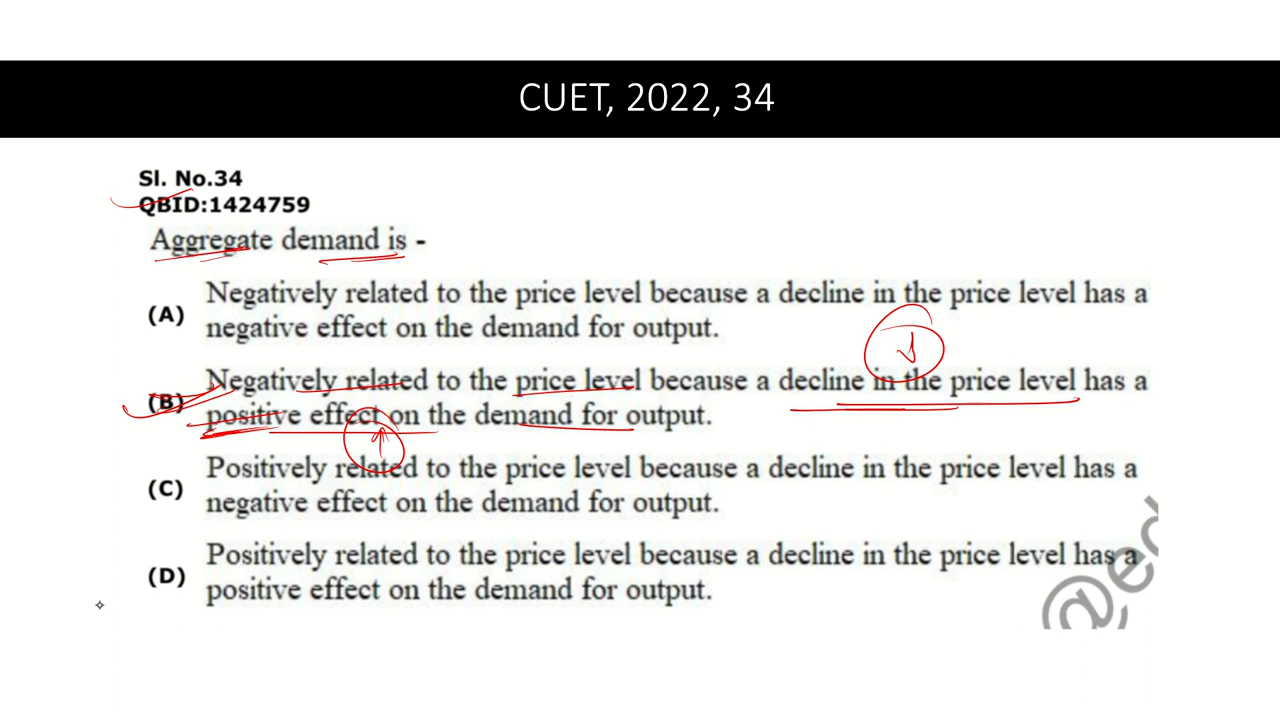 CUET, 2022, 34
Sl. No.34
QBID:1424759
Aggregate demand is -
(A) Negatively related to the price level because a decline in the price level has a
negative effect on the demand for output.
(B) Negatively related to the price level because a decline in the price level has a
positive effect on the demand for output.
(C) Positively related to the price level because a decline in the price level has a
negative effect on the demand for output.
(D) Positively related to the price level because a decline in the price level has a
positive effect on the demand for output.